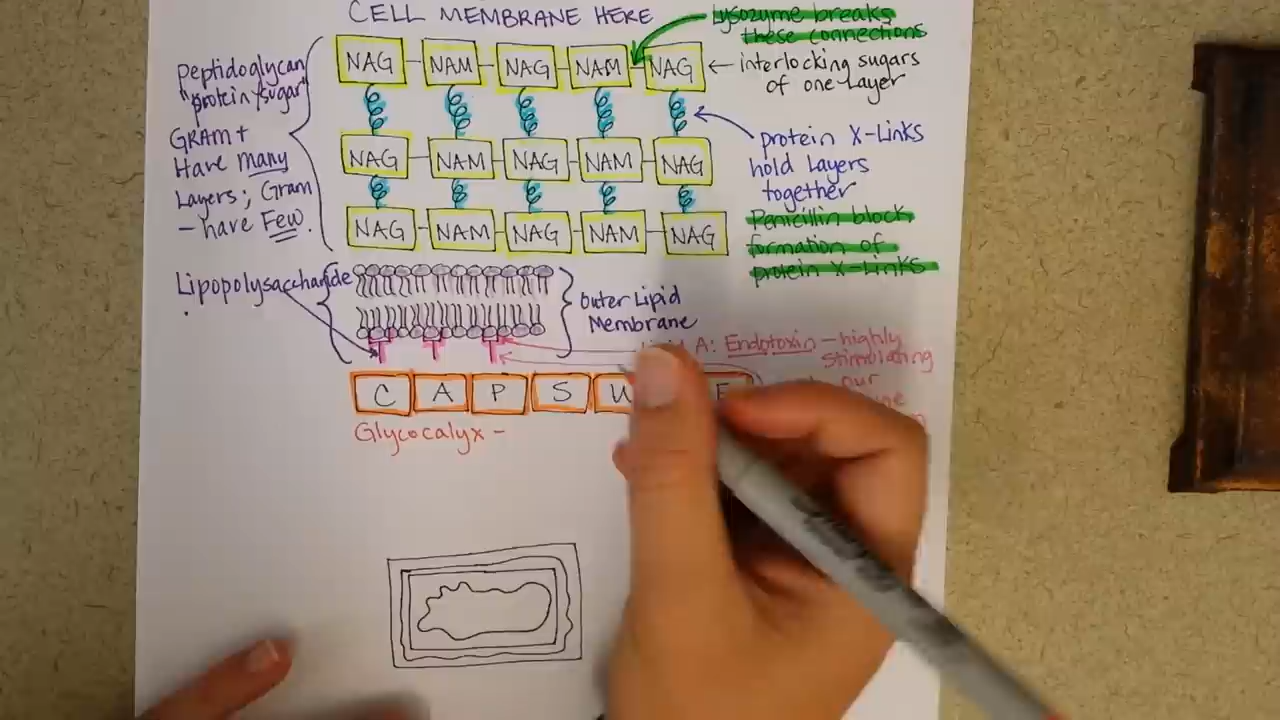 CELL MEMBRANE HERE
Lysozyme breaks
these connections
NAG NAM NAG NAM NAG
interlocking sugars
of one-Layer
Peptidoglycan
"protein+sugar"
GRAM+
Have many
Layers; Gram
- have Few.
protein X-Links
hold Layers
together
NAG NAM NAG NAM NAG
Penicillin block
formation of
protein X-Links
NAG NAM NAG NAM NAG
Lipopolysaccharide
Outer Lipid
Membrane
A: Endotoxin - highly
stimulating
our
C A P S U E
Glycocalyx -